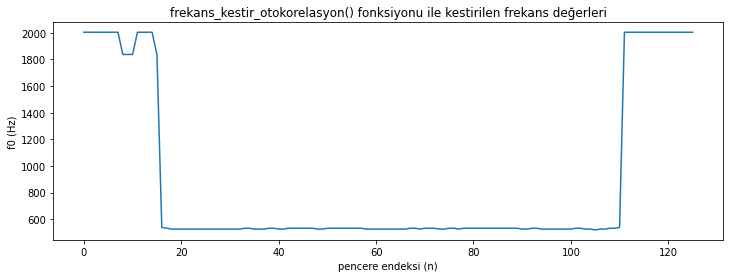 frekans_kestir_otokorelasyon() fonksiyonu ile kestirilen frekans değerleri
2000
1800
1600
1400
1200
1000
800
600
f0 (Hz)
0 20 40 60 80 100 120
pencere endeksi (n)